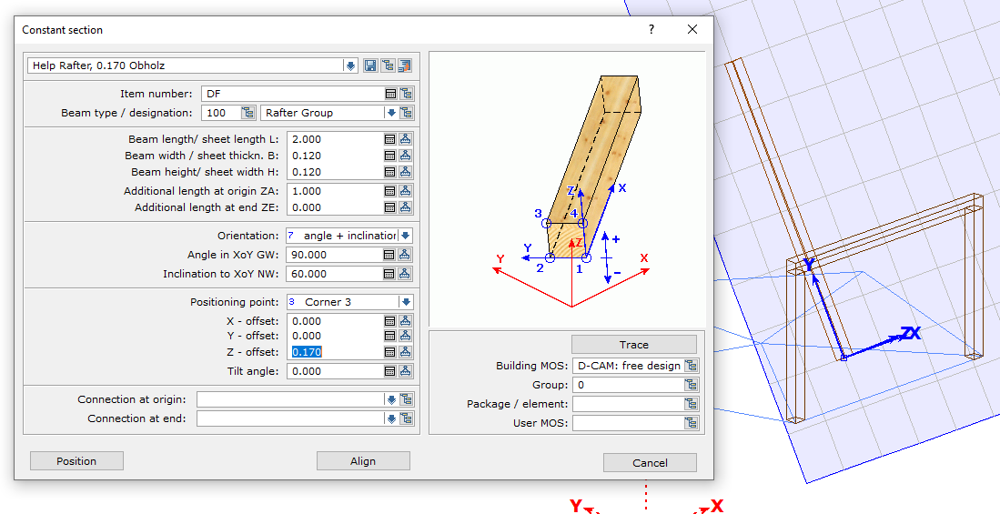 Constant section ?
Help Rafter, 0.170 Obholz
Item number: DF
Beam type / designation: 100 Rafter Group
Beam length/ sheet length L: 2.000
Beam width / sheet thickn. B: 0.120
Beam height/ sheet width H: 0.120
Additional length at origin ZA: 1.000
Additional length at end ZE: 0.000
Orientation: 7 angle + inclination
Angle in XoY GW: 90.000
Inclination to XoY NW: 60.000
Positioning point: 3 Corner 3
X - offset: 0.000
Y - offset: 0.000
Z - offset: 0.170
Tilt angle: 0.000
Connection at origin:
Connection at end:
Position
Align
Z X
3 4
Y Z +
Y 2 1 - X
Trace
Building MOS: D-CAM: free design
Group: 0
Package / element:
User MOS:
Cancel
Y
ZX
Y X